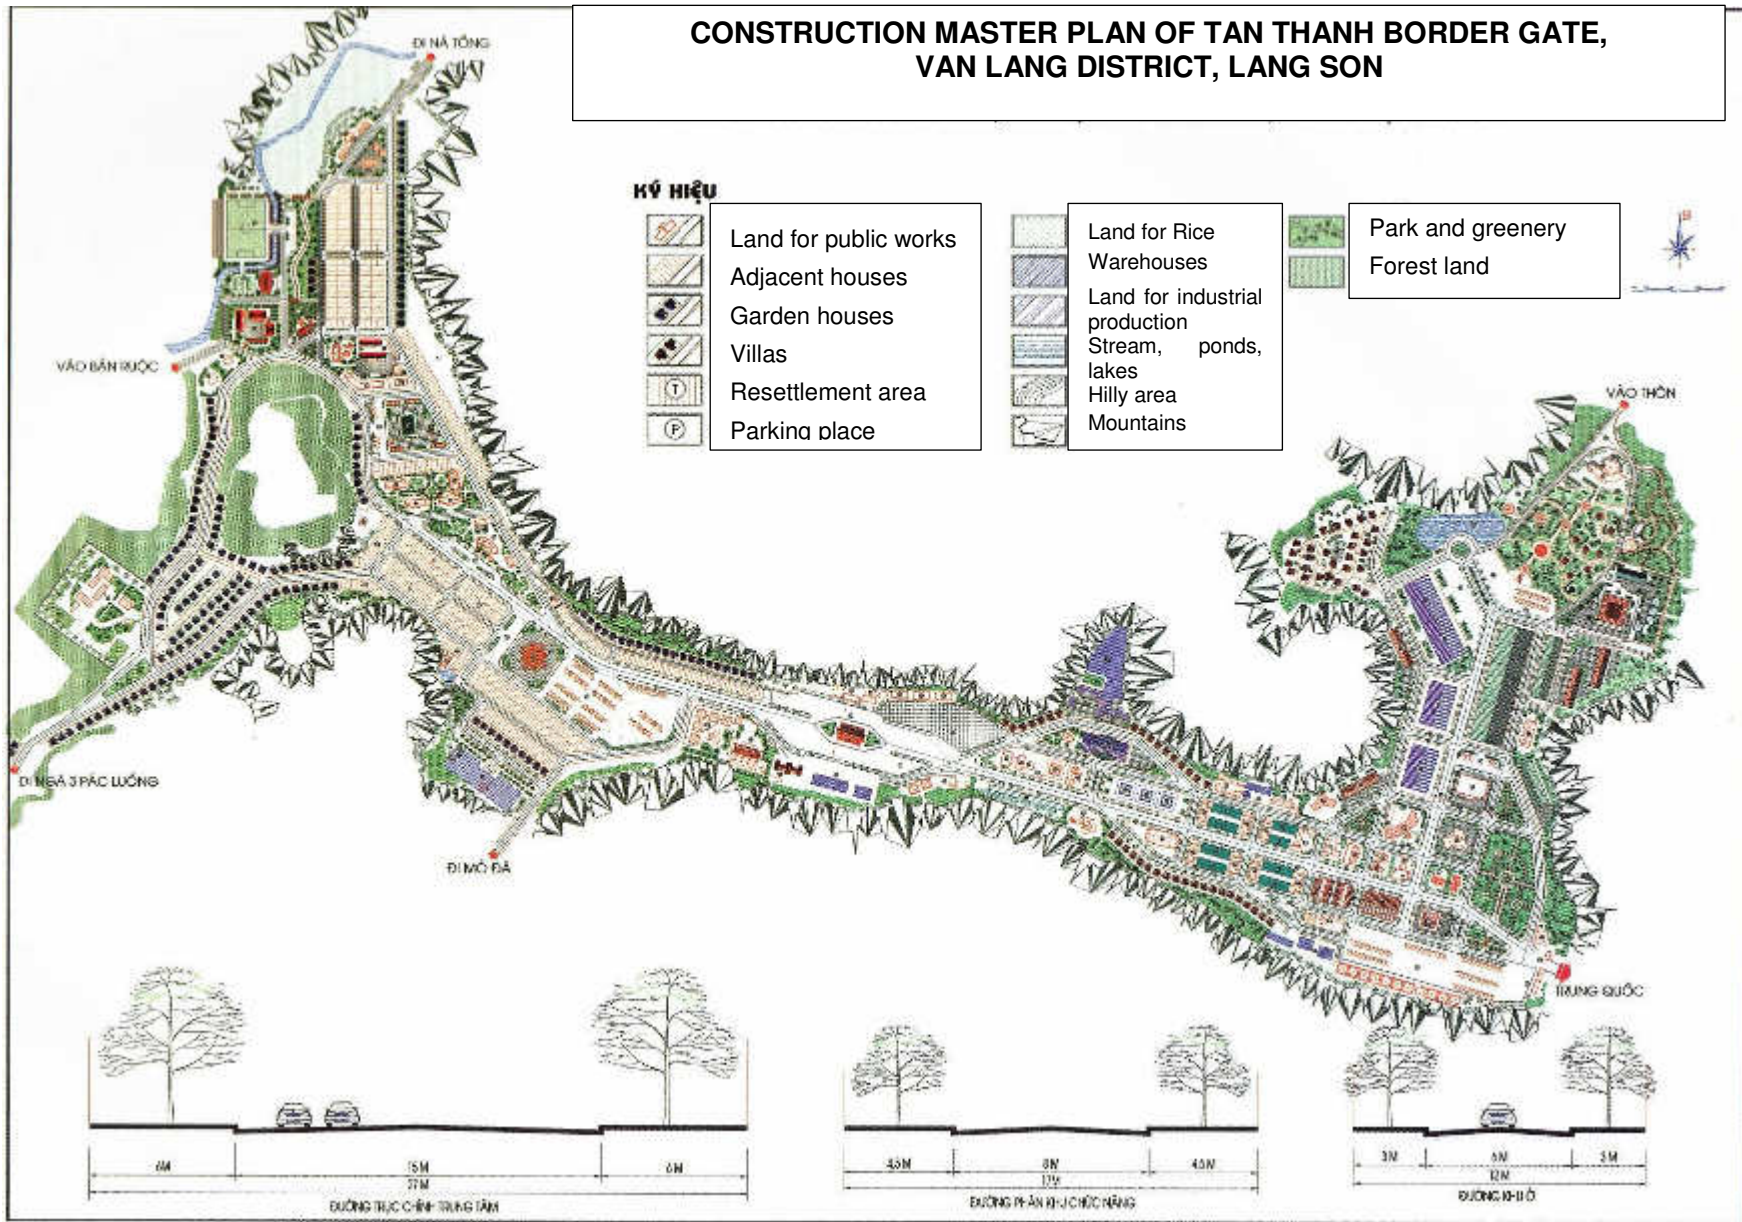 CONSTRUCTION MASTER PLAN OF TAN THANH BORDER GATE,
VAN LANG DISTRICT, LANG SON
ĐI NÀ TỒNG
KÝ HIỆU
Land for public works
Adjacent houses
Garden houses
Villas
T
Resettlement area
P
Parking place
Land for Rice
Warehouses
Land for industrial
production
Stream, ponds,
lakes
Hilly area
Mountains
Park and greenery
Forest land
B
VÀO BẢN RUỘC
VÀO THÔN
ĐI NGÃ 3 PÁC LUỐNG
ĐI MỎ ĐÁ
TRUNG QUỐC
6M
15M
6M
27M
ĐƯỜNG TRỤC CHÍNH TRUNG TÂM
4.5M
8M
4.5M
17M
ĐƯỜNG PHÂN KHU CHỨC NĂNG
3M
6M
3M
12M
ĐƯỜNG KHU Ở